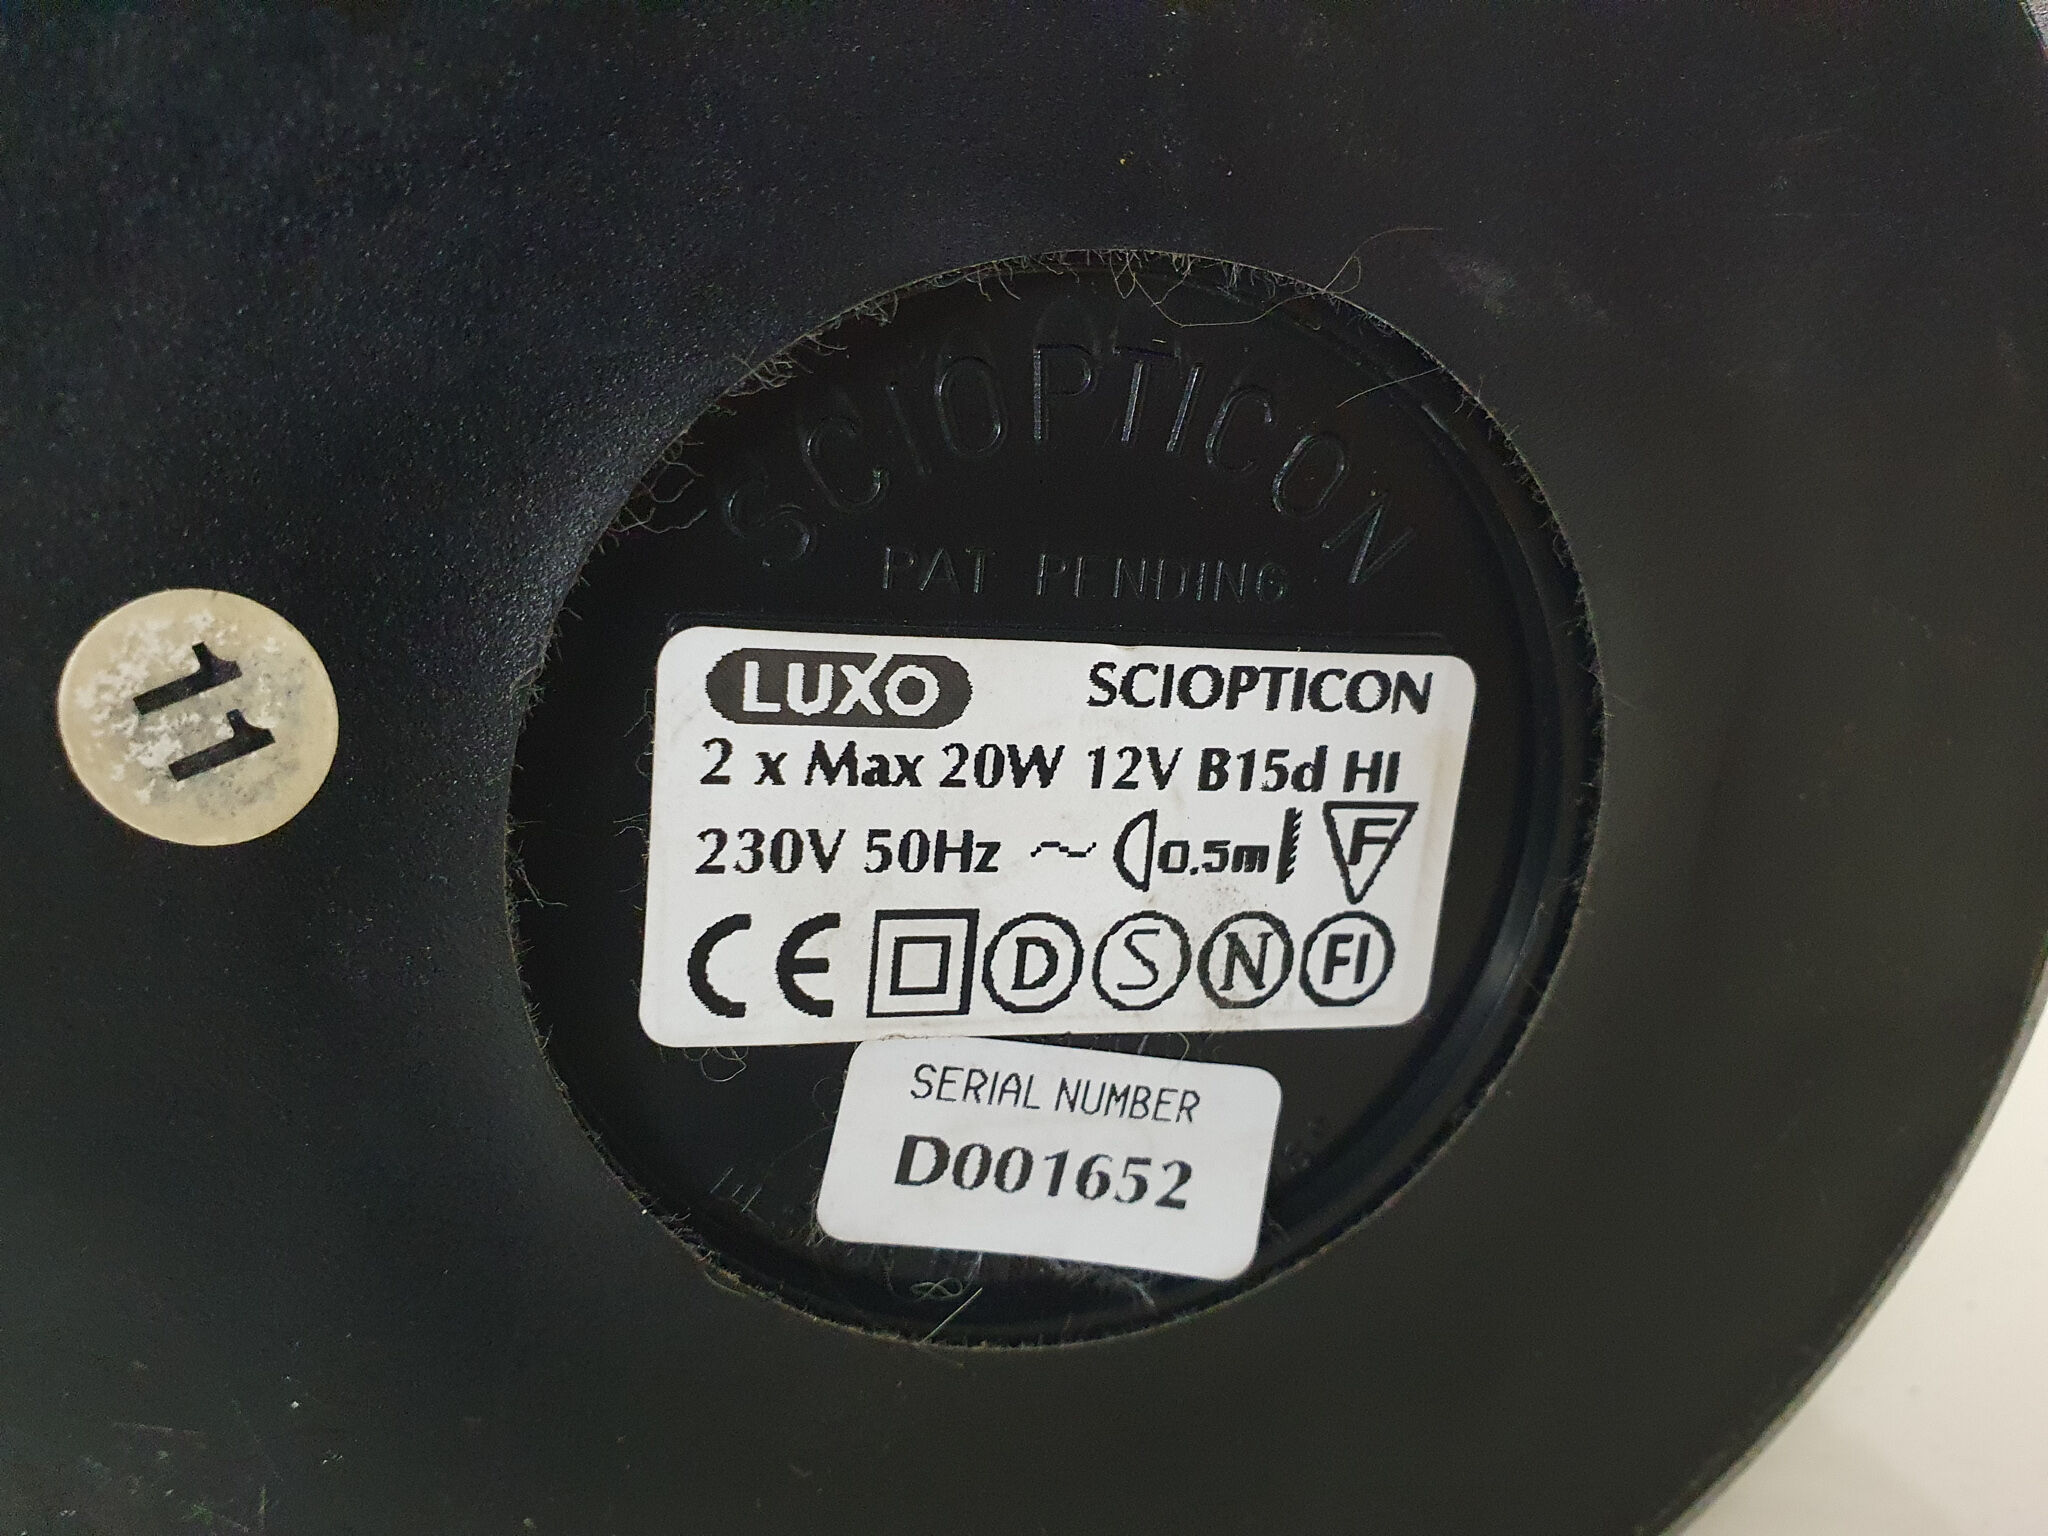 SCIOPTICON
PAT PENDING
LUXO SCIOPTICON
2 x Max 20W 12V B15d HI
230V 50Hz ~ 0.5m F
CE D S N FI
SERIAL NUMBER
D001652
11